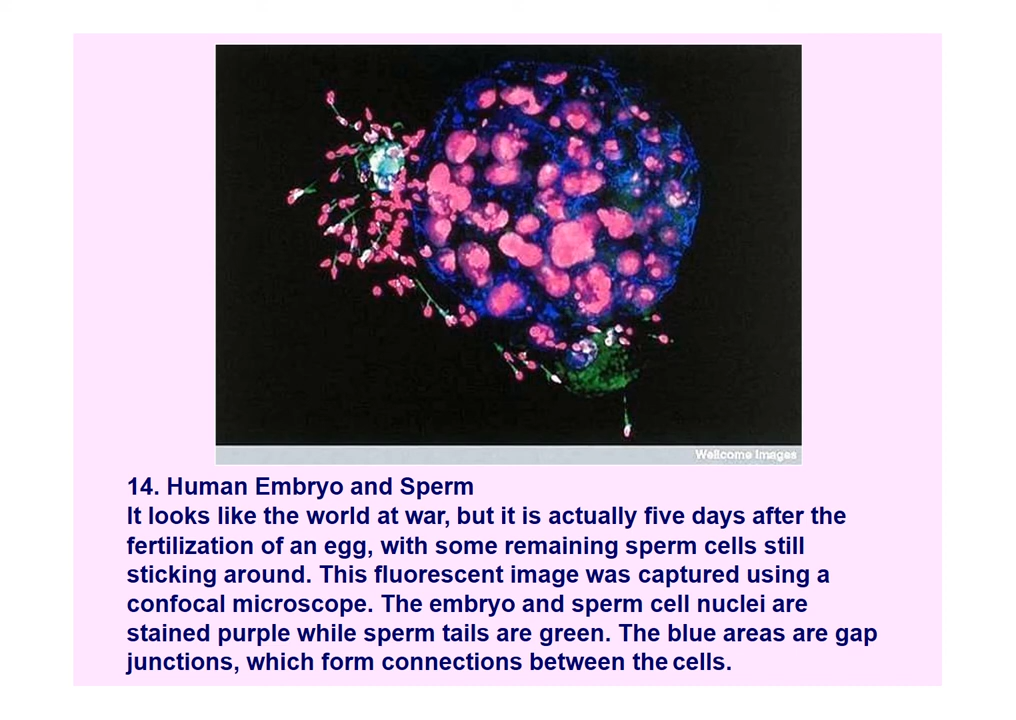 Wellcome Images
14. Human Embryo and Sperm
It looks like the world at war, but it is actually five days after the
fertilization of an egg, with some remaining sperm cells still
sticking around. This fluorescent image was captured using a
confocal microscope. The embryo and sperm cell nuclei are
stained purple while sperm tails are green. The blue areas are gap
junctions, which form connections between the cells.